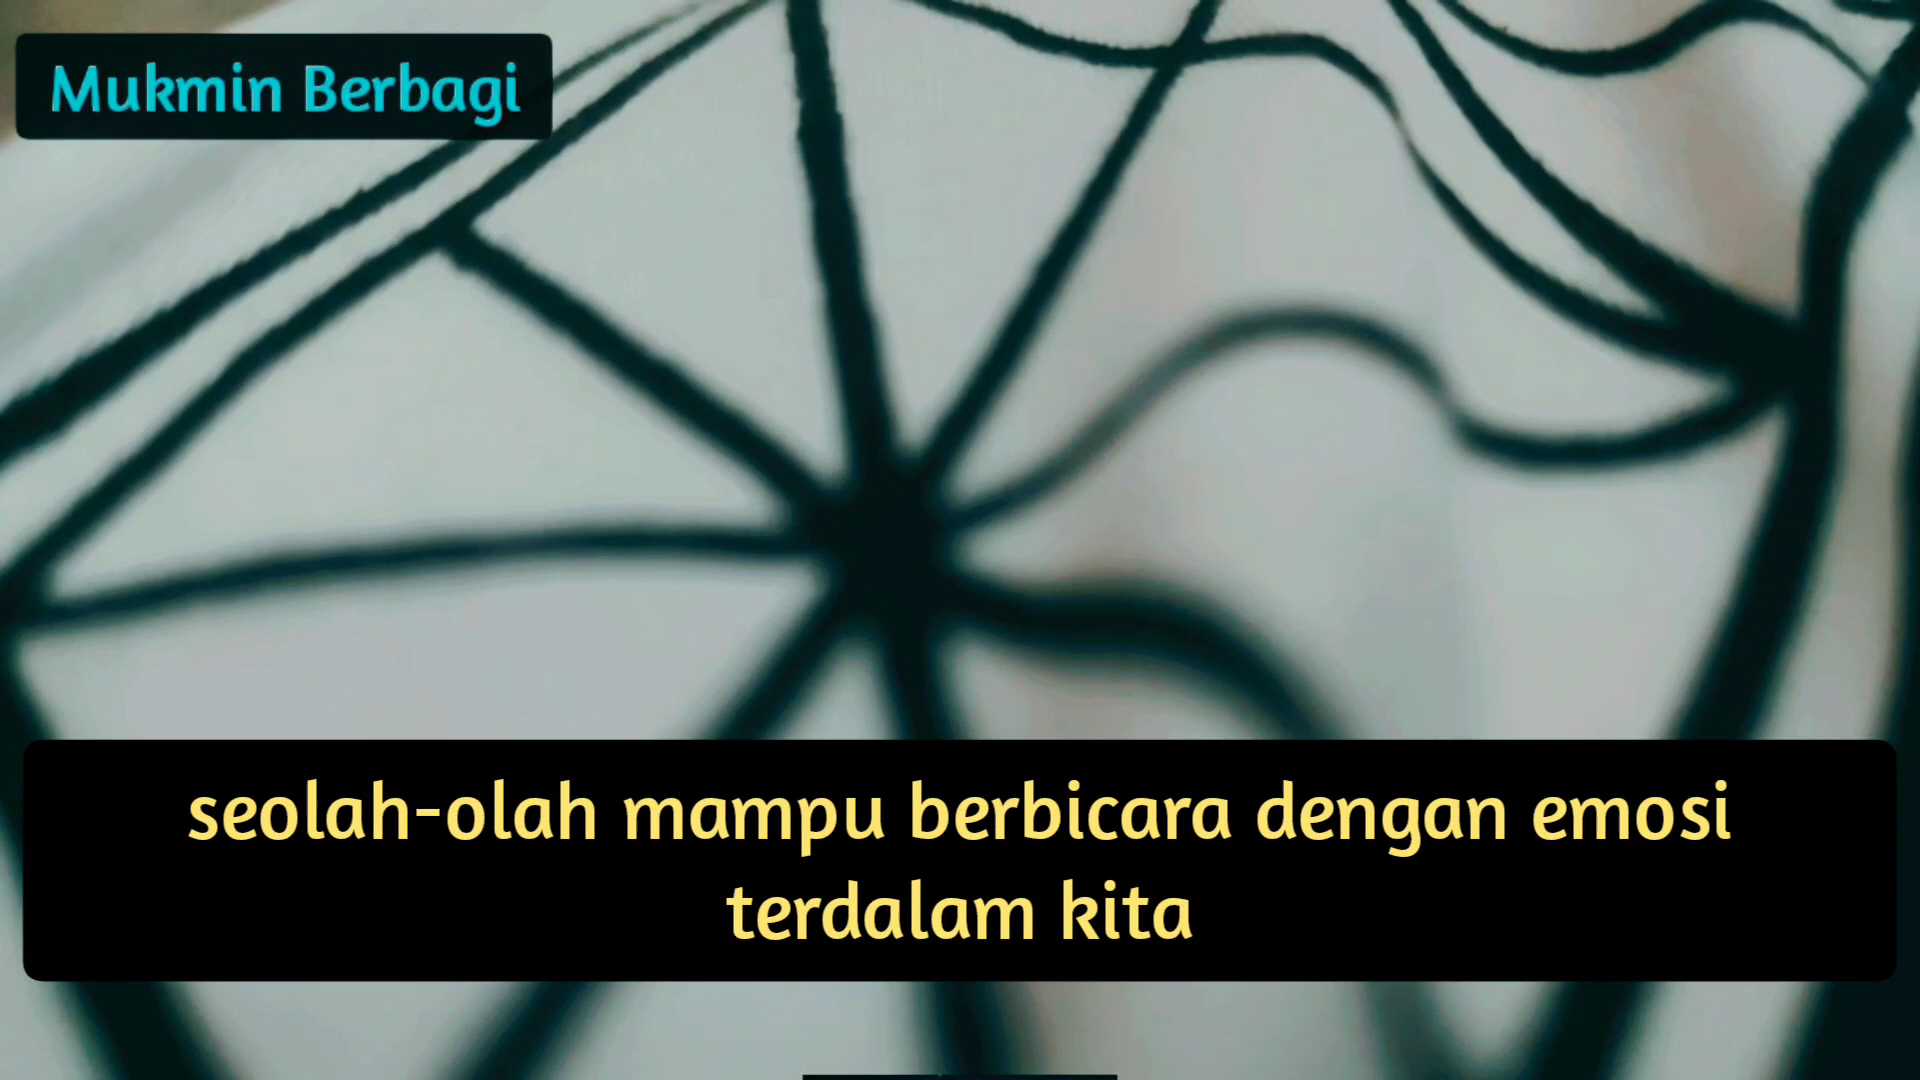 Mukmin Berbagi
seolah-olah mampu berbicara dengan emosi
terdalam kita